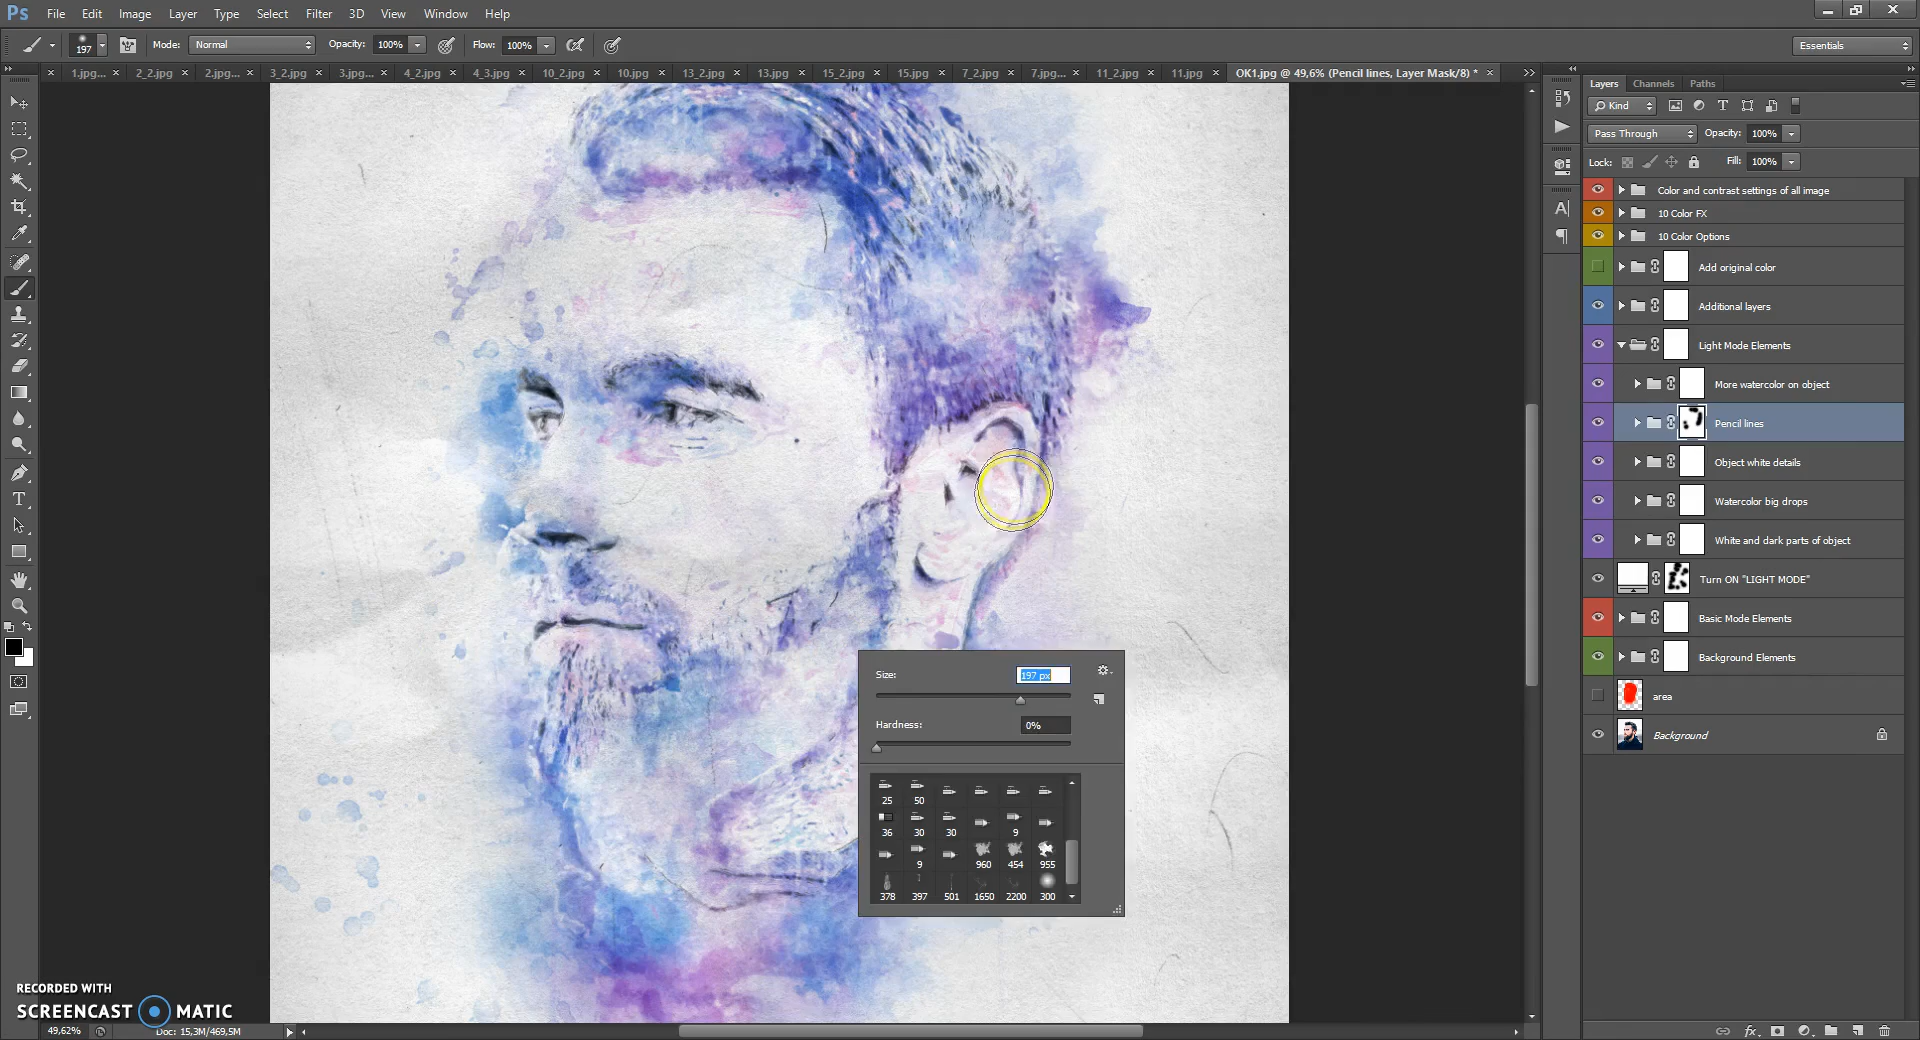 Ps File Edit Image Layer Type Select Filter 3D View Window Help
197 Mode: Normal Opacity: 100% Flow: 100% Essentials
1.jpg... 2_2.jpg 2.jpg... 3_2.jpg 3.jpg... 4_2.jpg 4_3.jpg 10_2.jpg 10.jpg 13_2.jpg 13.jpg 15_2.jpg 15.jpg 7_2.jpg 7.jpg... 11_2.jpg 11.jpg OK1.jpg @ 49,6% (Pencil lines, Layer Mask/8) *
Layers Channels Paths
Kind
Pass Through Opacity: 100%
Lock: Fill: 100%
Color and contrast settings of all image
10 Color FX
10 Color Options
Add original color
Additional layers
Light Mode Elements
More watercolor on object
Pencil lines
Object white details
Watercolor big drops
White and dark parts of object
Turn ON "LIGHT MODE"
Basic Mode Elements
Background Elements
area
Background
Size: 197 px
Hardness: 0%
25 50
36 30 30 9
9 960 454 955
378 397 501 1650 2200 300
RECORDED WITH
SCREENCAST MATIC
49,62% Doc: 15,3M/469,5M